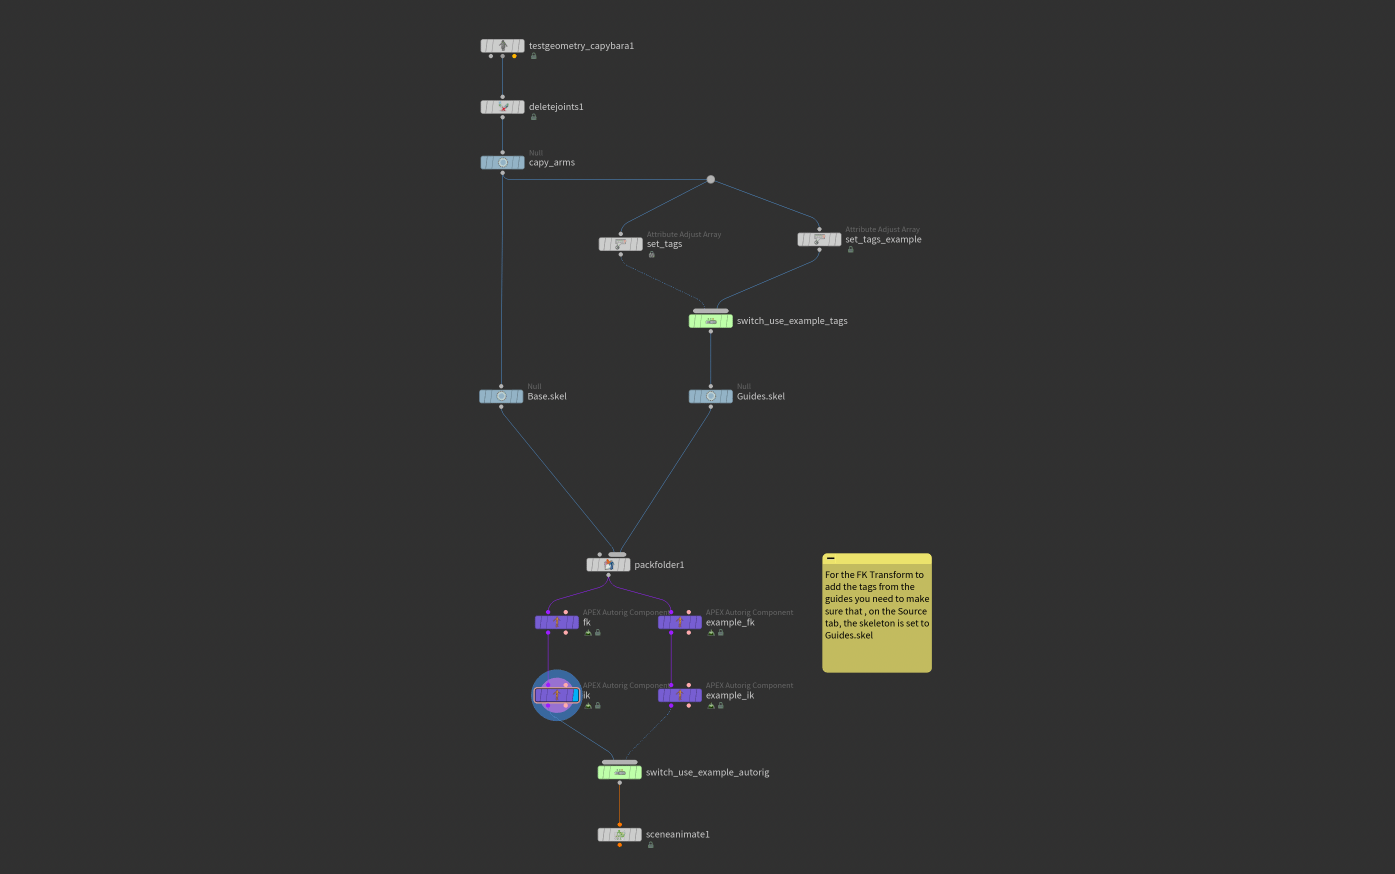 testgeometry_capybara1
deletejoints1
Null
capy_arms
Attribute Adjust Array
set_tags
Attribute Adjust Array
set_tags_example
switch_use_example_tags
Null
Base.skel
Null
Guides.skel
packfolder1
For the FK Transform to
add the tags from the
guides you need to make
sure that , on the Source
tab, the skeleton is set to
Guides.skel
APEX Autorig Component
fk
APEX Autorig Component
example_fk
APEX Autorig Component
ik
APEX Autorig Component
example_ik
switch_use_example_autorig
sceneanimate1